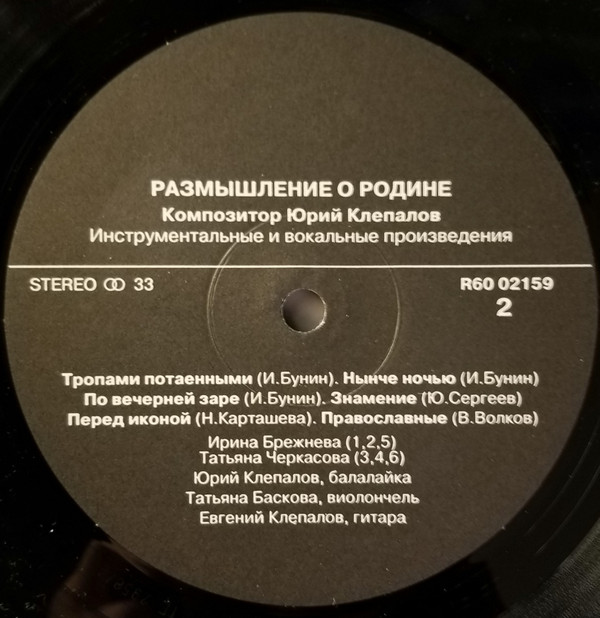 РАЗМЫШЛЕНИЕ О РОДИНЕ
Композитор Юрий Клепалов
Инструментальные и вокальные произведения
STEREO 33
R60 02159
2
Тропами потаенными (И.Бунин). Нынче ночью (И.Бунин)
По вечерней заре (И.Бунин). Знамение (Ю.Сергеев)
Перед иконой (Н.Карташева). Православные (В.Волков)
Ирина Брежнева (1,2,5)
Татьяна Черкасова (3,4,6)
Юрий Клепалов, балалайка
Татьяна Баскова, виолончель
Евгений Клепалов, гитара